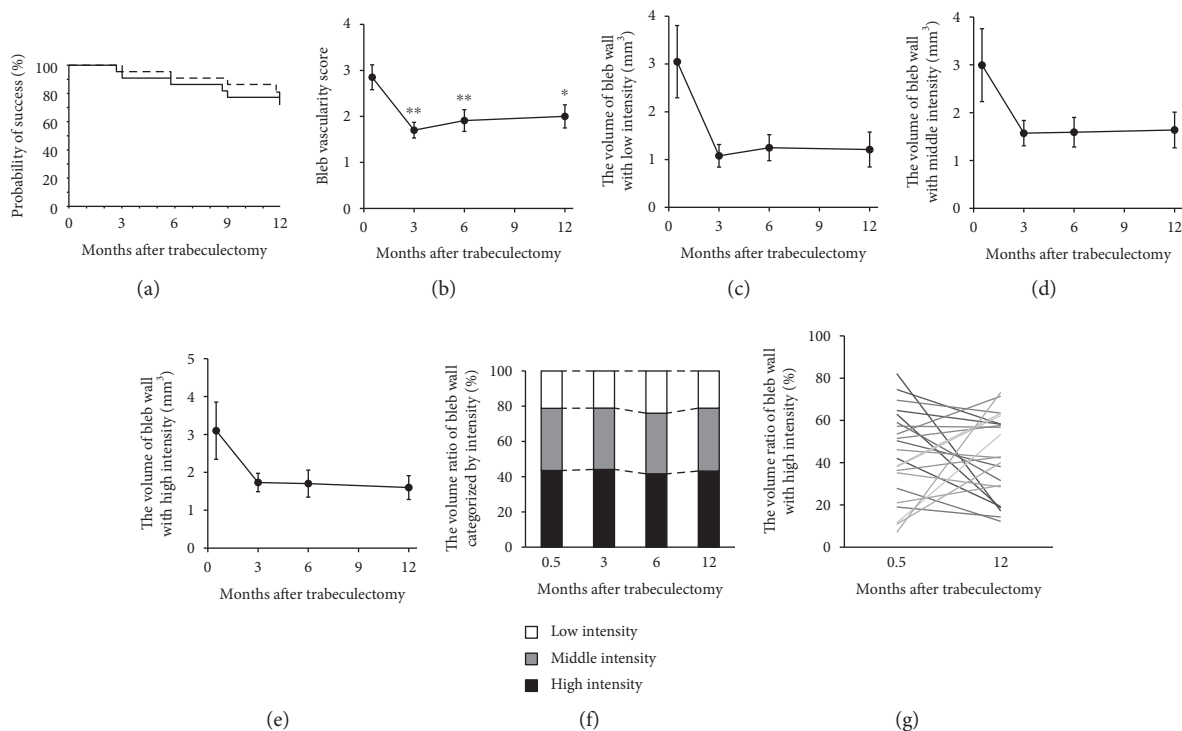 Probability of success (%)
100
80
60
40
20
0
0 3 6 9 12
Months after trabeculectomy
(a)
Bleb vascularity score
4
3
2
1
0
** ** *
0 3 6 9 12
Months after trabeculectomy
(b)
The volume of bleb wall
with low intensity (mm³)
4
3
2
1
0
0 3 6 9 12
Months after trabeculectomy
(c)
The volume of bleb wall
with middle intensity (mm³)
4
3
2
1
0
0 3 6 9 12
Months after trabeculectomy
(d)
The volume of bleb wall
with high intensity (mm³)
5
4
3
2
1
0
0 3 6 9 12
Months after trabeculectomy
(e)
The volume ratio of bleb wall
categorized by intensity (%)
100
80
60
40
20
0
0.5 3 6 12
Months after trabeculectomy
Low intensity
Middle intensity
High intensity
(f)
The volume ratio of bleb wall
with high intensity (%)
100
80
60
40
20
0
0.5 12
Months after trabeculectomy
(g)